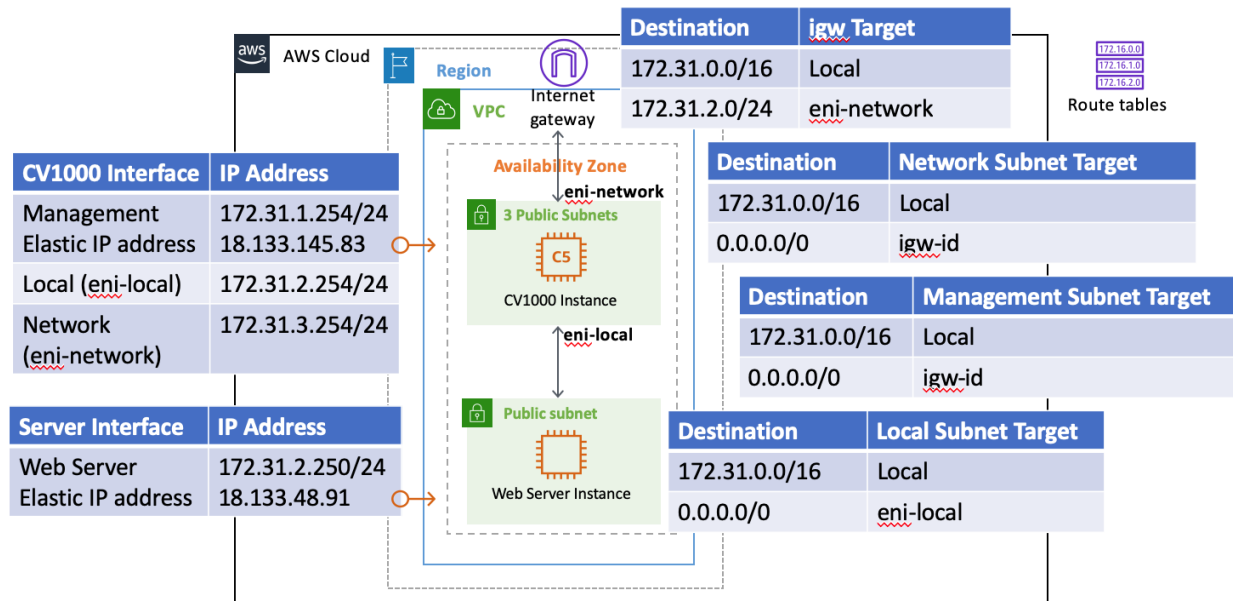 Destination igw Target
172.31.0.0/16 Local
172.31.2.0/24 eni-network
aws
AWS Cloud
Region
Internet
gateway
VPC
172.16.0.0
172.16.1.0
172.16.2.0
Route tables
CV1000 Interface IP Address
Management 172.31.1.254/24
Elastic IP address 18.133.145.83
Local (eni-local) 172.31.2.254/24
Network 172.31.3.254/24
(eni-network)
Availability Zone
eni-network
3 Public Subnets
C5
CV1000 Instance
eni-local
Destination Network Subnet Target
172.31.0.0/16 Local
0.0.0.0/0 igw-id
Destination Management Subnet Target
172.31.0.0/16 Local
0.0.0.0/0 igw-id
Server Interface IP Address
Web Server 172.31.2.250/24
Elastic IP address 18.133.48.91
Public subnet
Web Server Instance
Destination Local Subnet Target
172.31.0.0/16 Local
0.0.0.0/0 eni-local